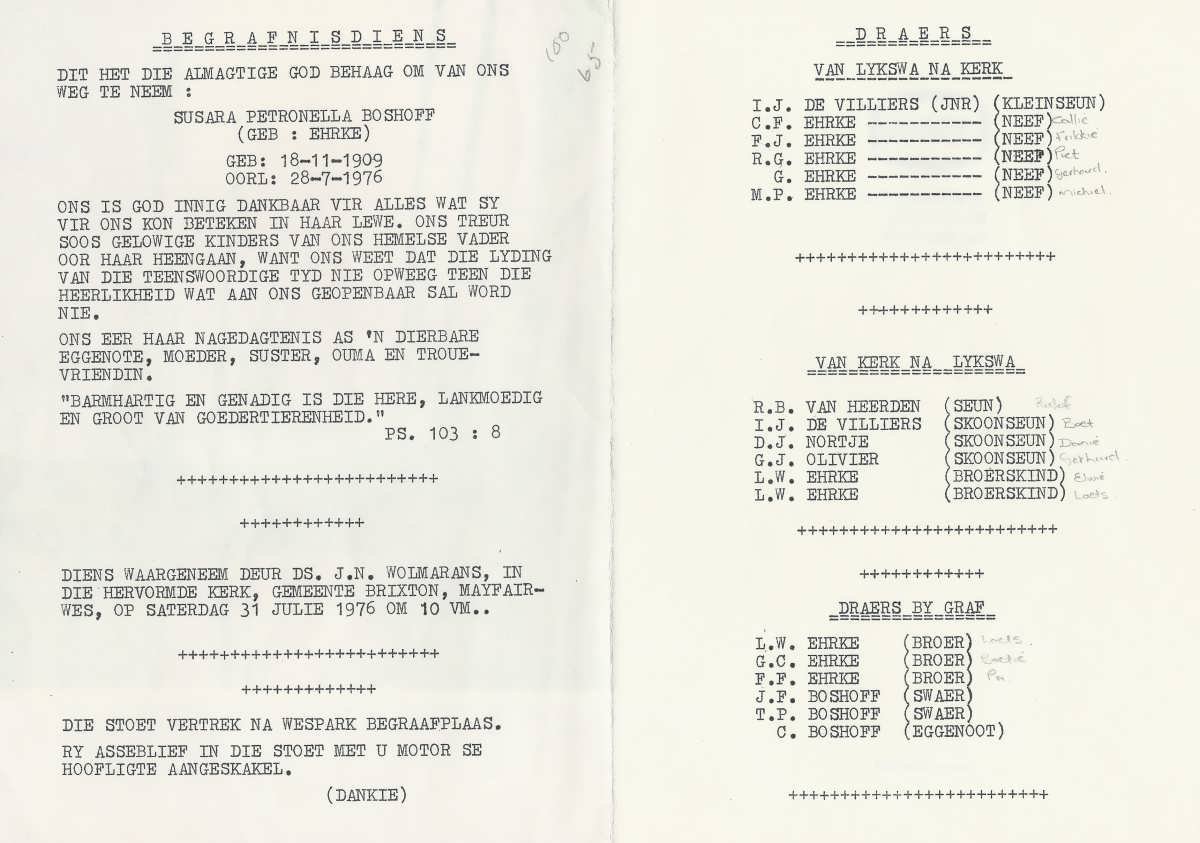 BEGRAFNISDIENS
100
65
DIT HET DIE ALMAGTIGE GOD BEHAAG OM VAN ONS
WEG TE NEEM :
SUSARA PETRONELLA BOSHOFF
(GEB : EHRKE)
GEB: 18-11-1909
OORL: 28-7-1976
ONS IS GOD INNIG DANKBAAR VIR ALLES WAT SY
VIR ONS KON BETEKEN IN HAAR LEWE. ONS TREUR
SOOS GELOWIGE KINDERS VAN ONS HEMELSE VADER
OOR HAAR HEENGAAN, WANT ONS WEET DAT DIE LYDING
VAN DIE TEENSWOORDIGE TYD NIE OPWEEG TEEN DIE
HEERLIKHEID WAT AAN ONS GEOPENBAAR SAL WORD
NIE.
ONS EER HAAR NAGEDAGTENIS AS 'N DIERBARE
EGGENOTE, MOEDER, SUSTER, OUMA EN TROUE-
VRIENDIN.
"BARMHARTIG EN GENADIG IS DIE HERE, LANKMOEDIG
EN GROOT VAN GOEDERTIERENHEID."
PS. 103 : 8
+++++++++++++++++++++++++
++++++++++++
DIENS WAARGENEEM DEUR DS. J.N. WOLMARANS, IN
DIE HERVORMDE KERK, GEMEENTE BRIXTON, MAYFAIR-
WES, OP SATERDAG 31 JULIE 1976 OM 10 VM..
+++++++++++++++++++++++++
+++++++++++++
DIE STOET VERTREK NA WESPARK BEGRAAFPLAAS.
RY ASSEBLIEF IN DIE STOET MET U MOTOR SE
HOOFLIGTE AANGESKAKEL.
(DANKIE)
DRAERS
VAN LYKSWA NA KERK
I.J. DE VILLIERS (JNR) (KLEINSEUN)
C.F. EHRKE ----------- (NEEF) Callie
F.J. EHRKE ----------- (NEEF) Frikkie
R.G. EHRKE ----------- (NEEF) Piet
G. EHRKE ----------- (NEEF) Gerhard.
M.P. EHRKE ----------- (NEEF) Michiel.
+++++++++++++++++++++++++
+++++++++++++
VAN KERK NA LYKSWA
R.B. VAN HEERDEN (SEUN)
I.J. DE VILLIERS (SKOONSEUN) Boet
D.J. NORTJE (SKOONSEUN) Danié
G.J. OLIVIER (SKOONSEUN) Gerhard.
L.W. EHRKE (BROERSKIND)
L.W. EHRKE (BROERSKIND) Loets.
+++++++++++++++++++++++++
++++++++++++
DRAERS BY GRAF
L.W. EHRKE (BROER) Loets.
G.C. EHRKE (BROER)
F.F. EHRKE (BROER)
J.F. BOSHOFF (SWAER)
T.P. BOSHOFF (SWAER)
C. BOSHOFF (EGGENOOT)
+++++++++++++++++++++++++